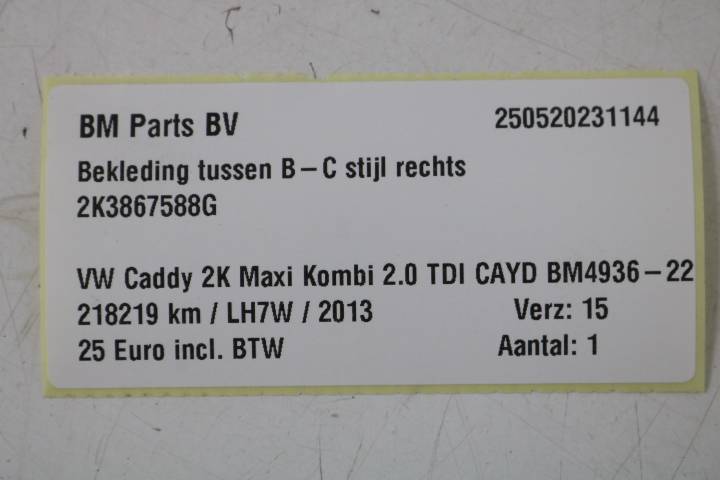 BM Parts BV 250520231144
Bekleding tussen B–C stijl rechts
2K3867588G
VW Caddy 2K Maxi Kombi 2.0 TDI CAYD BM4936–22
218219 km / LH7W / 2013 Verz: 15
25 Euro incl. BTW Aantal: 1